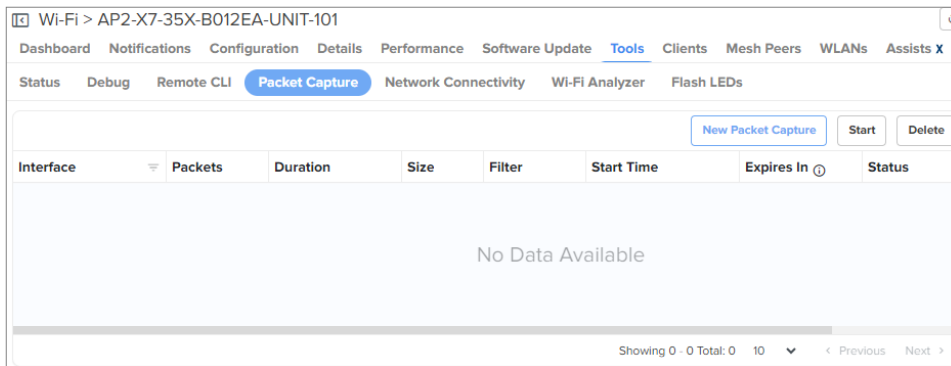 Wi-Fi > AP2-X7-35X-B012EA-UNIT-101
Dashboard Notifications Configuration Details Performance Software Update Tools Clients Mesh Peers WLANs Assists X
Status Debug Remote CLI Packet Capture Network Connectivity Wi-Fi Analyzer Flash LEDs
New Packet Capture Start Delete
Interface Packets Duration Size Filter Start Time Expires In Status
No Data Available
Showing 0 - 0 Total: 0 10 < Previous Next >